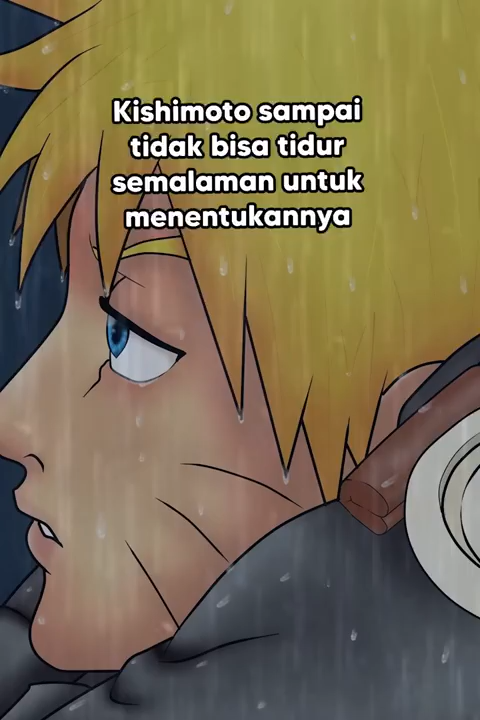 Kishimoto sampai
tidak bisa tidur
semalaman untuk
menentukannya